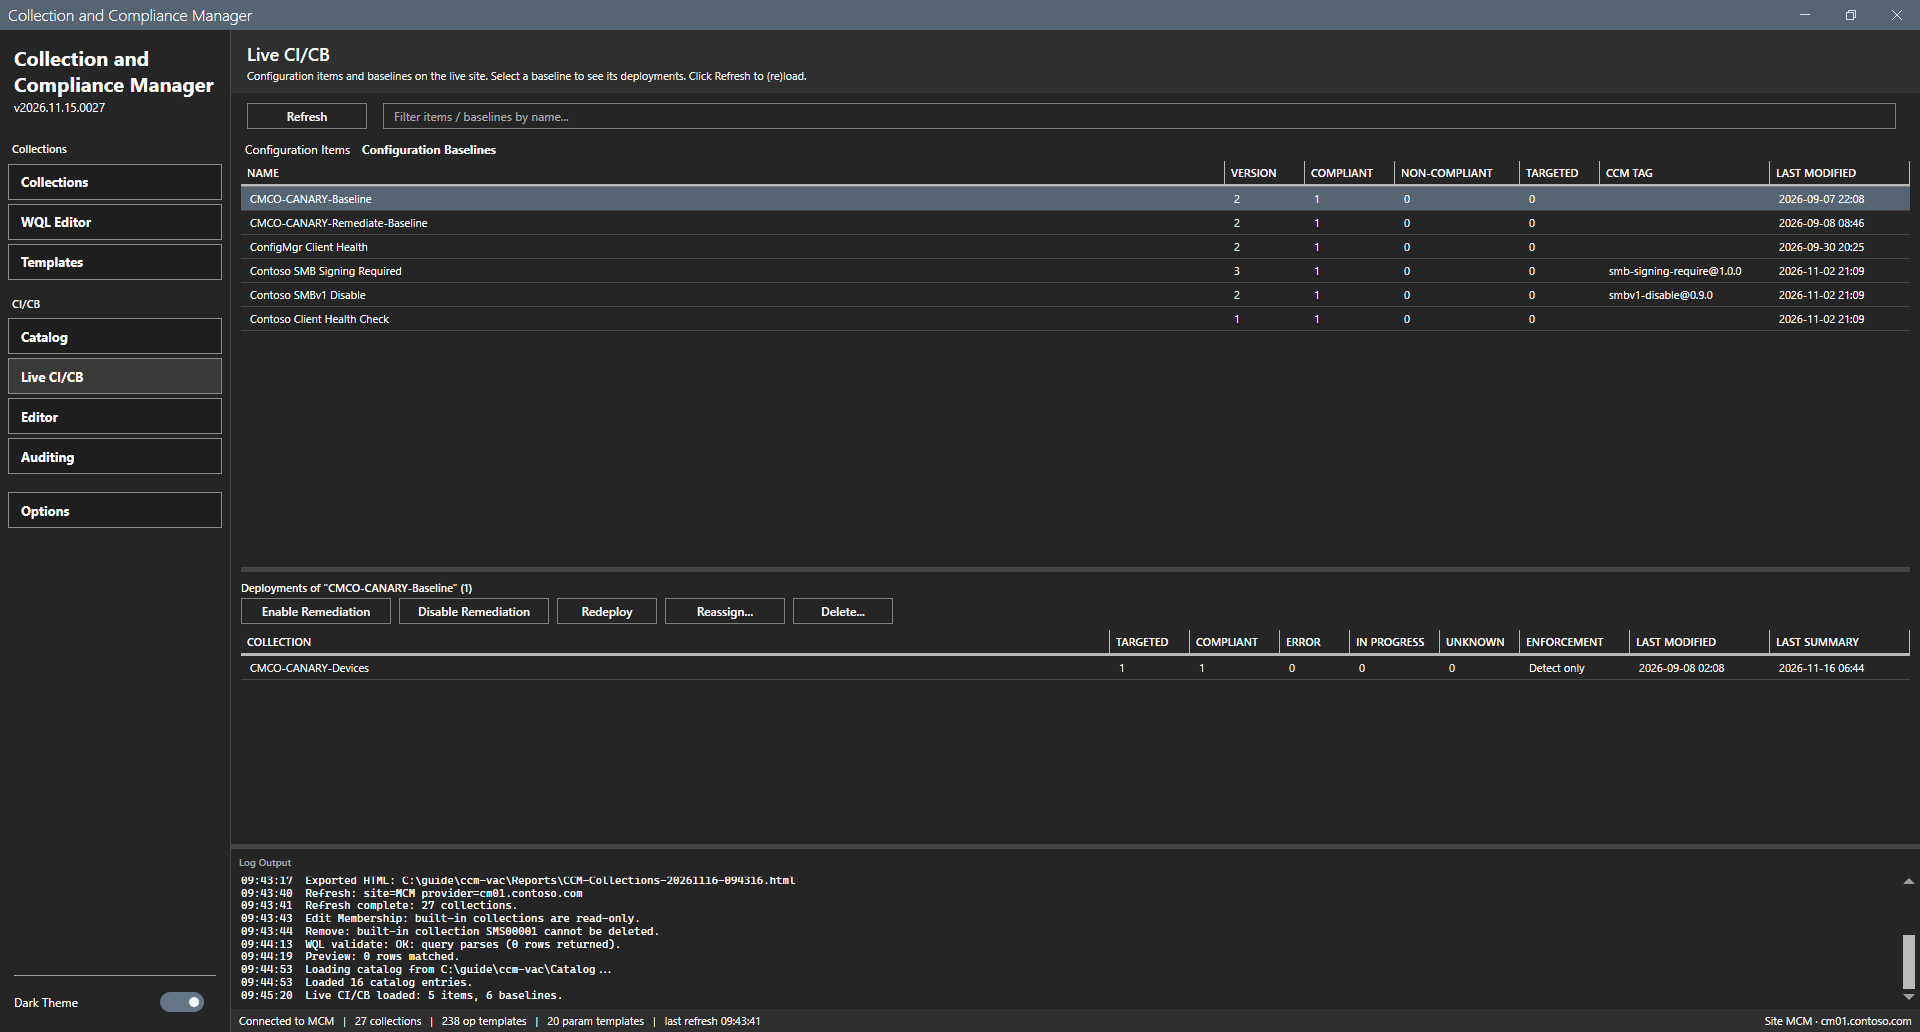 Collection and Compliance Manager
Collection and
Compliance Manager
v2026.11.15.0027
Collections
Collections
WQL Editor
Templates
CI/CB
Catalog
Live CI/CB
Editor
Auditing
Options
Dark Theme
Live CI/CB
Configuration items and baselines on the live site. Select a baseline to see its deployments. Click Refresh to (re)load.
Refresh
Filter items / baselines by name...
Configuration Items Configuration Baselines
NAME VERSION COMPLIANT NON-COMPLIANT TARGETED CCM TAG LAST MODIFIED
CMCO-CANARY-Baseline 2 1 0 0 2026-09-07 22:08
CMCO-CANARY-Remediate-Baseline 2 1 0 0 2026-09-08 08:46
ConfigMgr Client Health 2 1 0 0 2026-09-30 20:25
Contoso SMB Signing Required 3 1 0 0 smb-signing-require@1.0.0 2026-11-02 21:09
Contoso SMBv1 Disable 2 1 0 0 smbv1-disable@0.9.0 2026-11-02 21:09
Contoso Client Health Check 1 1 0 0 2026-11-02 21:09
Deployments of "CMCO-CANARY-Baseline" (1)
Enable Remediation Disable Remediation Redeploy Reassign... Delete...
COLLECTION TARGETED COMPLIANT ERROR IN PROGRESS UNKNOWN ENFORCEMENT LAST MODIFIED LAST SUMMARY
CMCO-CANARY-Devices 1 1 0 0 0 Detect only 2026-09-08 02:08 2026-11-16 06:44
Log Output
09:43:17 Exported HTML: C:\guide\ccm-vac\Reports\CCM-Collections-20261116-094316.html
09:43:40 Refresh: site=MCM provider=cm01.contoso.com
09:43:41 Refresh complete: 27 collections.
09:43:43 Edit Membership: built-in collections are read-only.
09:43:44 Remove: built-in collection SMS00001 cannot be deleted.
09:44:13 WQL validate: OK: query parses (0 rows returned).
09:44:19 Preview: 0 rows matched.
09:44:53 Loading catalog from C:\guide\ccm-vac\Catalog...
09:44:53 Loaded 16 catalog entries.
09:45:20 Live CI/CB loaded: 5 items, 6 baselines.
Connected to MCM | 27 collections | 238 op templates | 20 param templates | last refresh 09:43:41
Site MCM · cm01.contoso.com